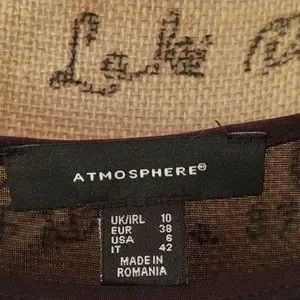 ATMOSPHERE®
UK/IRL 10
EUR 38
USA 6
IT 42
MADE IN
ROMANIA